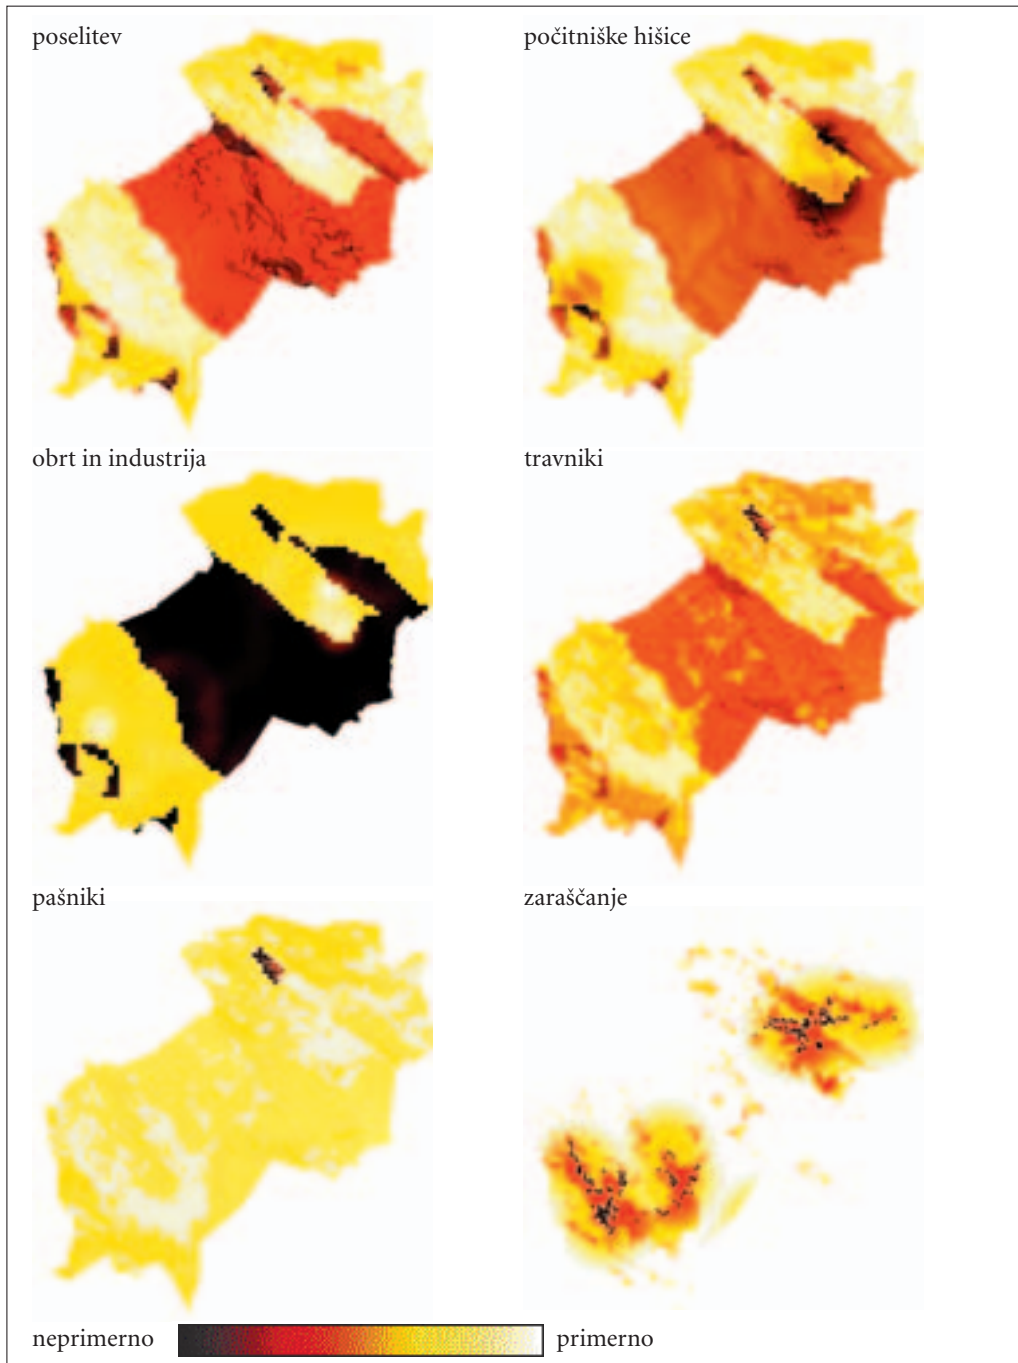 poselitev
počitniške hišice
obrt in industrija
travniki
pašniki
zaraščanje
neprimerno
primerno